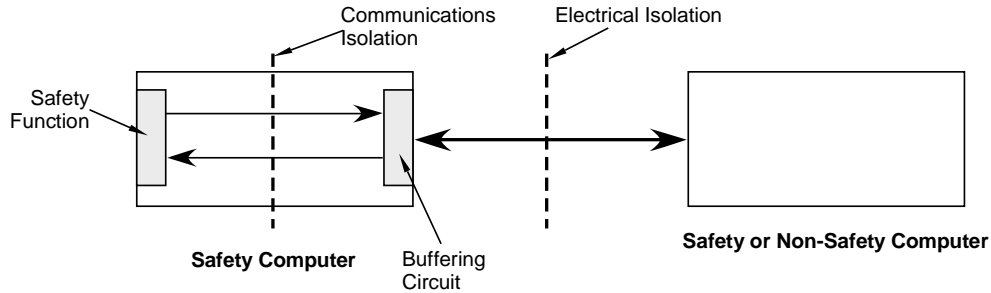 Communications
Isolation
Electrical Isolation
Safety
Function
Safety Computer
Buffering
Circuit
Safety or Non-Safety Computer